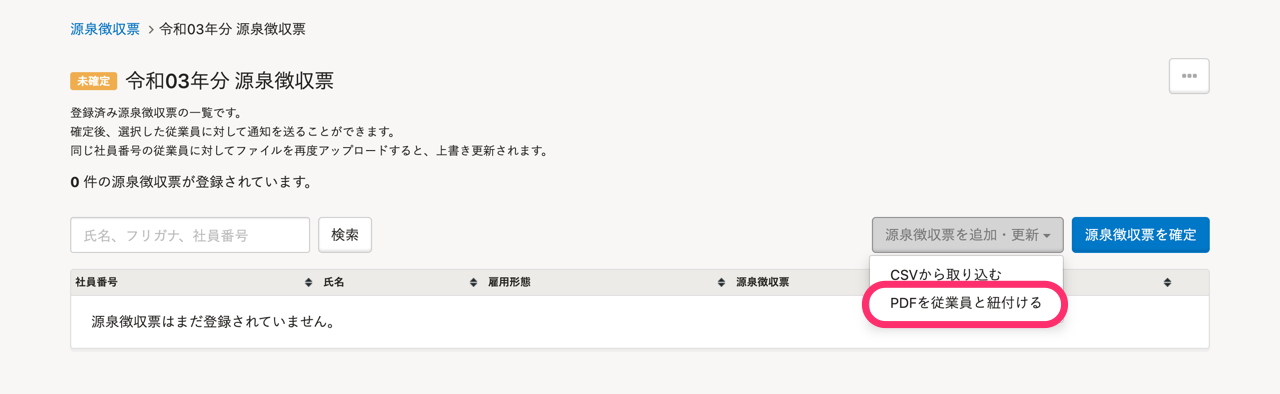 源泉徴収票 > 令和03年分 源泉徴収票
未確定 令和03年分 源泉徴収票
登録済み源泉徴収票の一覧です。
確定後、選択した従業員に対して通知を送ることができます。
同じ社員番号の従業員に対してファイルを再度アップロードすると、上書き更新されます。
0 件の源泉徴収票が登録されています。
氏名、フリガナ、社員番号 検索 源泉徴収票を追加・更新 源泉徴収票を確定
CSVから取り込む
社員番号 氏名 雇用形態 源泉徴収票
PDFを従業員と紐付ける
源泉徴収票はまだ登録されていません。